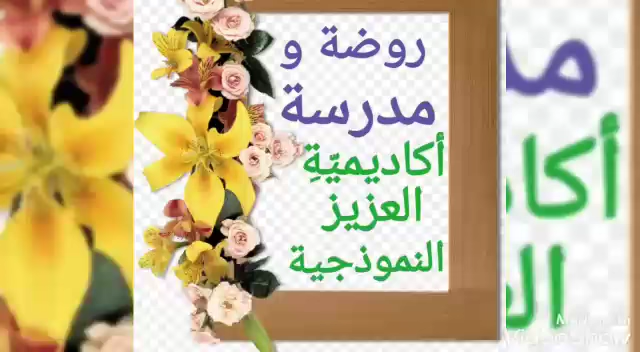 روضة و
مدرسة
أكاديميّةِ
العزيز
النموذجية